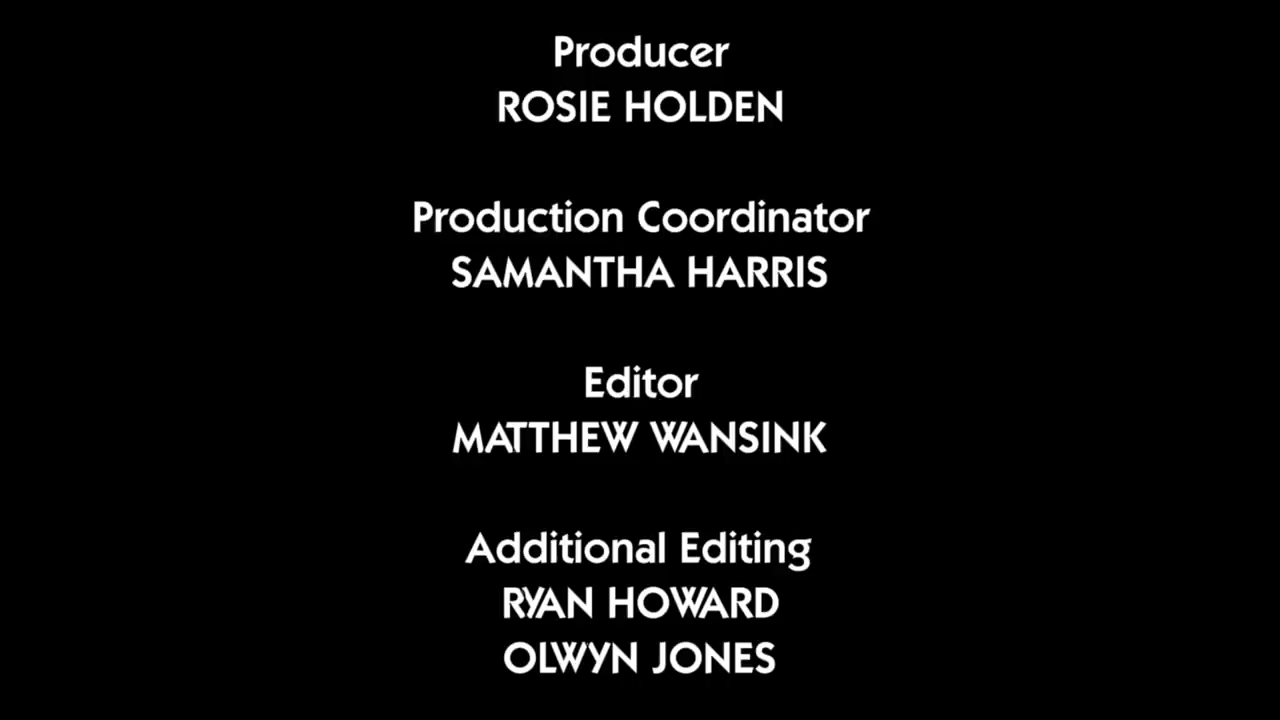 Producer
ROSIE HOLDEN
Production Coordinator
SAMANTHA HARRIS
Editor
MATTHEW WANSINK
Additional Editing
RYAN HOWARD
OLWYN JONES